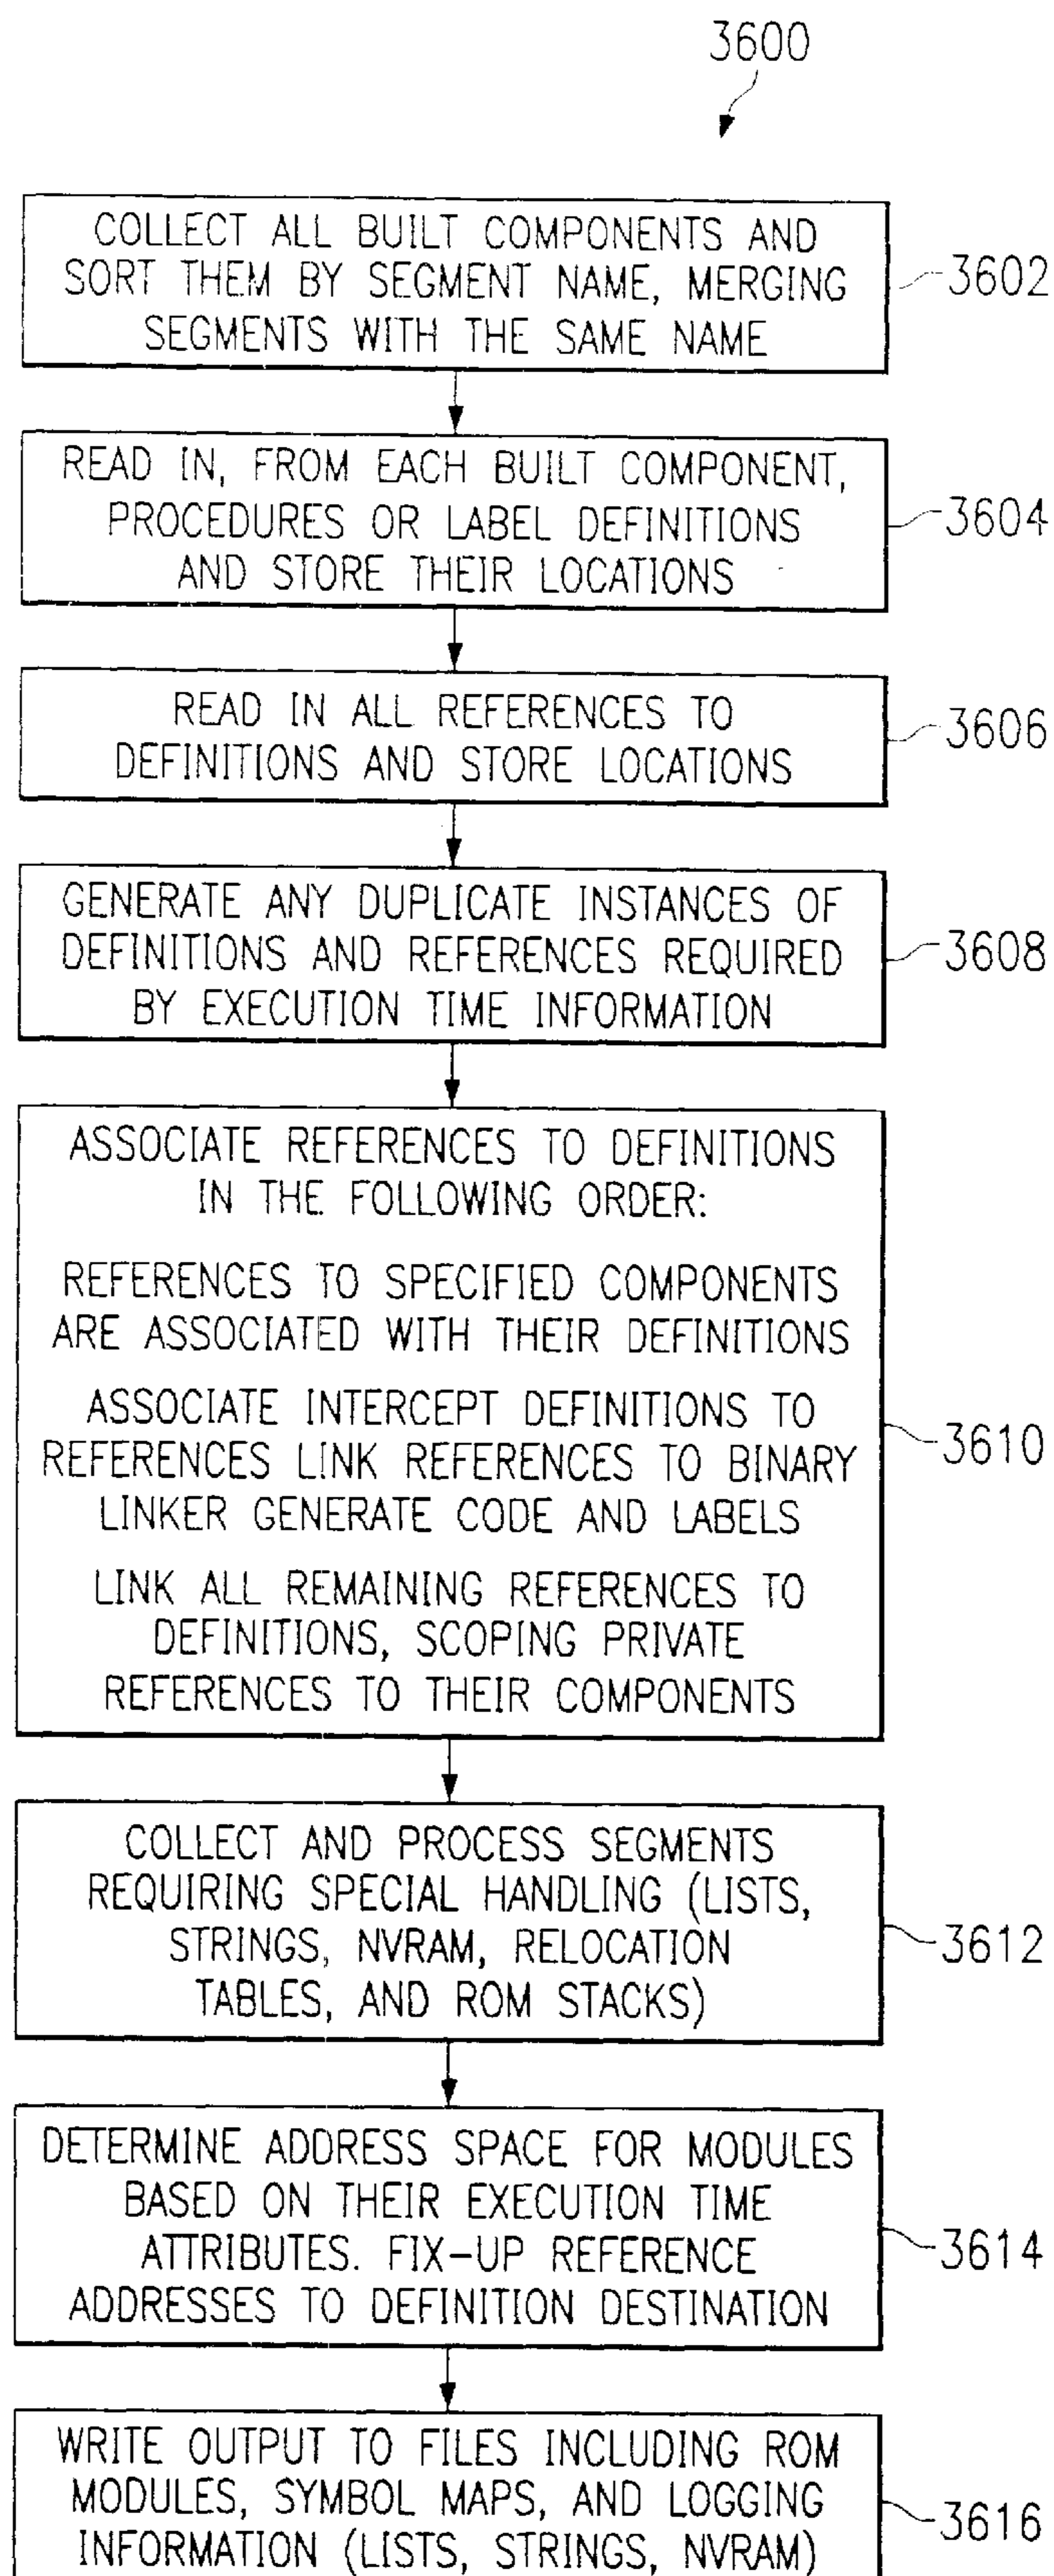 3600
COLLECT ALL BUILT COMPONENTS AND
SORT THEM BY SEGMENT NAME, MERGING
SEGMENTS WITH THE SAME NAME
3602
READ IN, FROM EACH BUILT COMPONENT,
PROCEDURES OR LABEL DEFINITIONS
AND STORE THEIR LOCATIONS
3604
READ IN ALL REFERENCES TO
DEFINITIONS AND STORE LOCATIONS
3606
GENERATE ANY DUPLICATE INSTANCES OF
DEFINITIONS AND REFERENCES REQUIRED
BY EXECUTION TIME INFORMATION
3608
ASSOCIATE REFERENCES TO DEFINITIONS
IN THE FOLLOWING ORDER:
REFERENCES TO SPECIFIED COMPONENTS
ARE ASSOCIATED WITH THEIR DEFINITIONS
ASSOCIATE INTERCEPT DEFINITIONS TO
REFERENCES LINK REFERENCES TO BINARY
LINKER GENERATE CODE AND LABELS
LINK ALL REMAINING REFERENCES TO
DEFINITIONS, SCOPING PRIVATE
REFERENCES TO THEIR COMPONENTS
3610
COLLECT AND PROCESS SEGMENTS
REQUIRING SPECIAL HANDLING (LISTS,
STRINGS, NVRAM, RELOCATION
TABLES, AND ROM STACKS)
3612
DETERMINE ADDRESS SPACE FOR MODULES
BASED ON THEIR EXECUTION TIME
ATTRIBUTES. FIX-UP REFERENCE
ADDRESSES TO DEFINITION DESTINATION
3614
WRITE OUTPUT TO FILES INCLUDING ROM
MODULES, SYMBOL MAPS, AND LOGGING
INFORMATION (LISTS, STRINGS, NVRAM)
3616